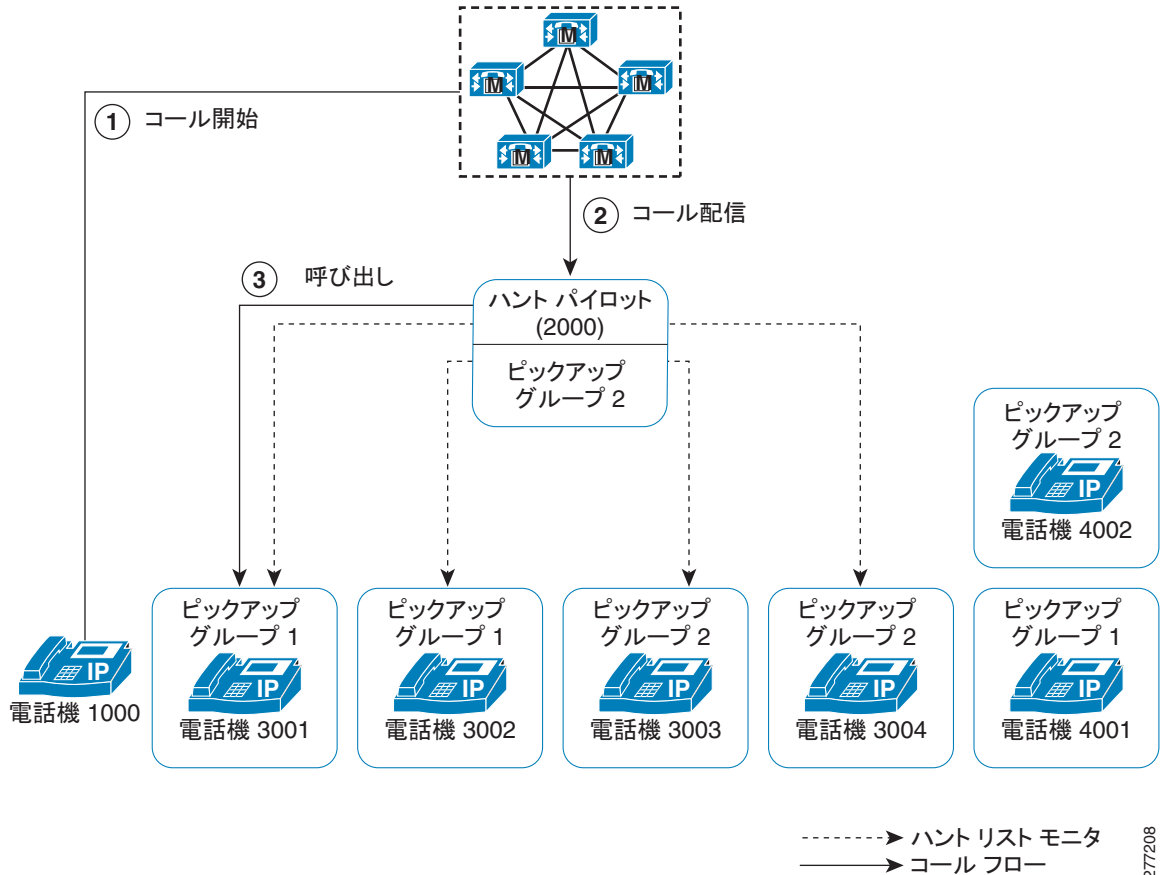 M
M
M
M
M
① コール開始
② コール配信
③ 呼び出し
ハント パイロット
(2000)
ピックアップ
グループ 2
ピックアップ
グループ 2
IP
電話機 4002
IP
電話機 1000
ピックアップ
グループ 1
IP
電話機 3001
ピックアップ
グループ 1
IP
電話機 3002
ピックアップ
グループ 2
IP
電話機 3003
ピックアップ
グループ 2
IP
電話機 3004
ピックアップ
グループ 1
IP
電話機 4001
ハント リスト モニタ
コール フロー
277208